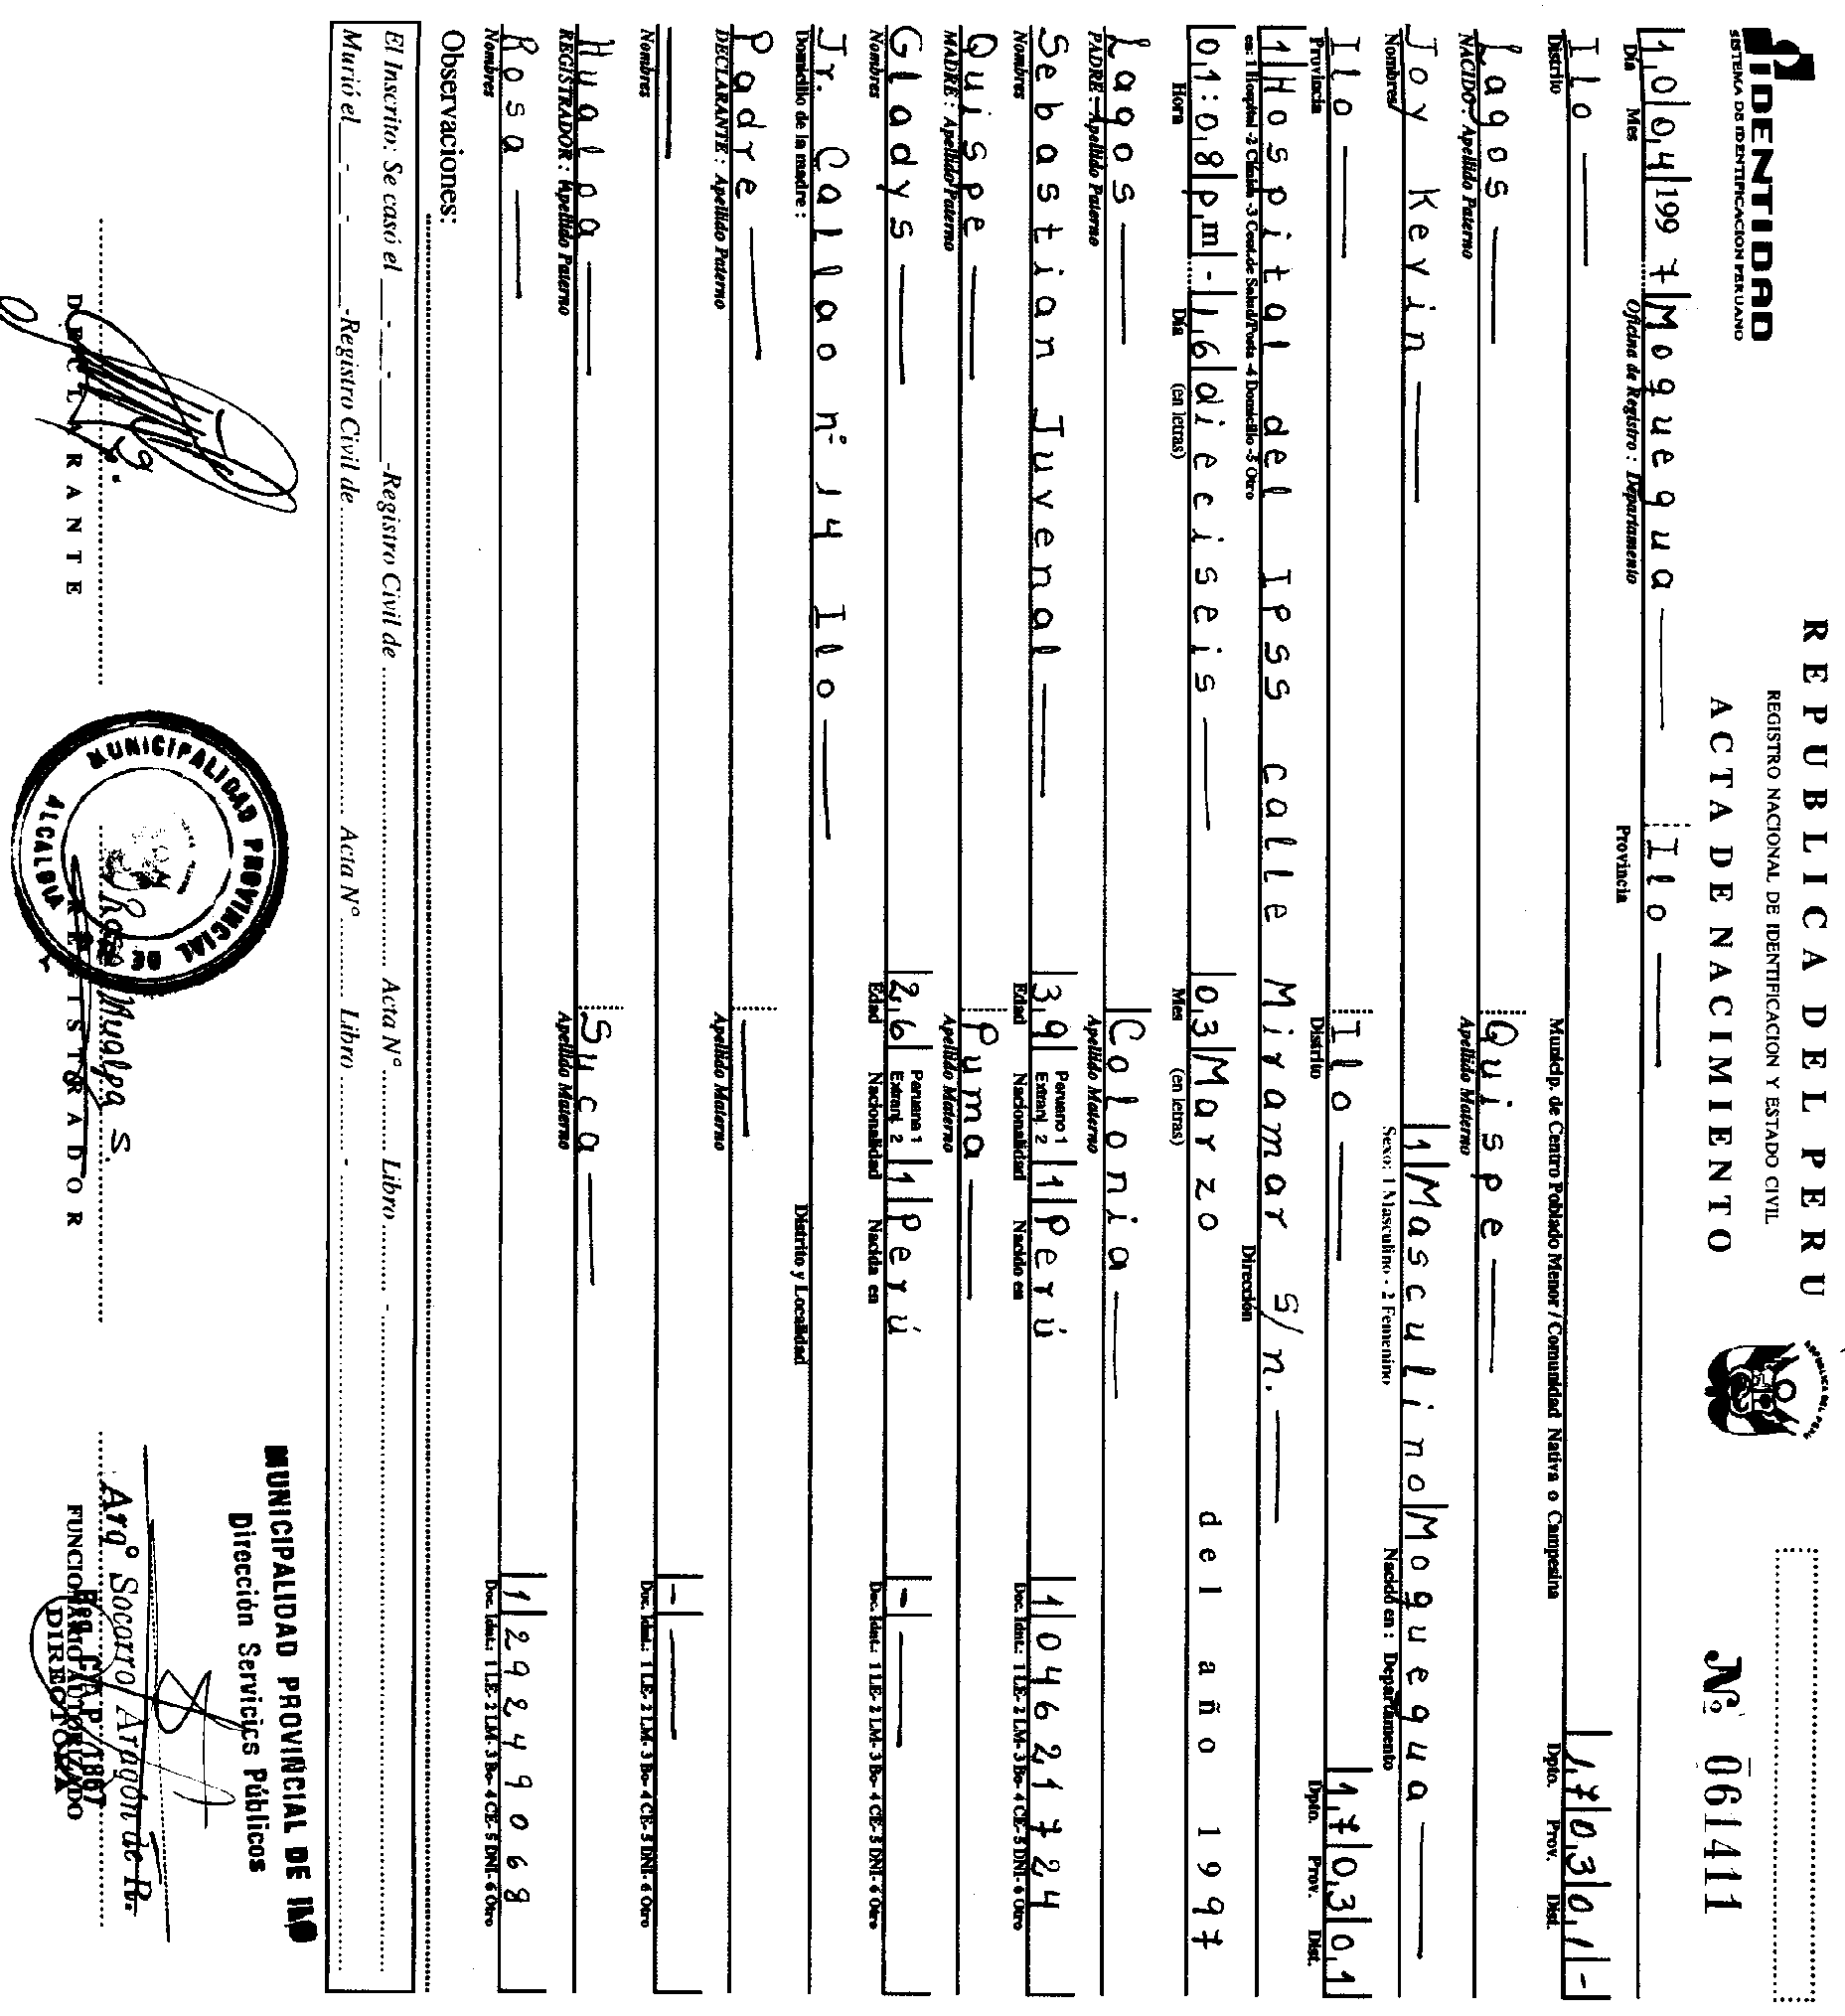 REPUBLICA DEL PERU
REGISTRO NACIONAL DE IDENTIFICACION Y ESTADO CIVIL
ACTA DE NACIMIENTO
IDENTIDAD
SISTEMA DE IDENTIFICACION PERUANO
REPUBLICA DEL PERU
Nº 061411
10 04 1997 Moquegua Ilo
Día Mes Oficina de Registro : Departamento Provincia
Ilo 17 03 01 -
Distrito Municip. de Centro Poblado Menor / Comunidad Nativa o Campesina Dpto. Prov. Dist.
Lagos Quispe
NACIDO : Apellido Paterno Apellido Materno
Joy Kevin 1 Masculino Moquegua
Nombres Sexo: 1 Masculino - 2 Femenino Nacido en : Departamento
Ilo Ilo 17 03 01
Provincia Distrito Dpto. Prov. Dist.
1 Hospital del IPSS calle Miramar s/n.
en: 1 Hospital -2 Clínica -3 Cent.de Salud/Posta -4 Domicilio -5 Otro Dirección
01:08 pm - 16 dieciseis 03 Marzo del año 1997
Hora Día (en letras) Mes (en letras)
Lagos Colonia
PADRE : Apellido Paterno Apellido Materno
Sebastian Juvenal 39 Peruano 1 Extranj. 2 1 Perú 1 04621724
Nombres Edad Nacionalidad Nacido en Doc. Idnt.: 1 LE- 2 LM- 3 Bo- 4 CE- 5 DNI- 6 Otro
Quispe Puma
MADRE : Apellido Paterno Apellido Materno
Gladys 26 Peruana 1 Extranj. 2 1 Perú -
Nombres Edad Nacionalidad Nacida en Doc. Idnt.: 1 LE- 2 LM- 3 Bo- 4 CE- 5 DNI- 6 Otro
Jr. Callao nº 14 Ilo
Domicilio de la madre : Distrito y Localidad
Padre
DECLARANTE : Apellido Paterno Apellido Materno
-
Nombres Doc. Idnt.: 1 LE- 2 LM- 3 Bo- 4 CE- 5 DNI- 6 Otro
Hualpa Suca
REGISTRADOR : Apellido Paterno Apellido Materno
Rosa 1 29249068
Nombres Doc. Idnt.: 1 LE- 2 LM- 3 Bo- 4 CE- 5 DNI- 6 Otro
Observaciones:
El Inscrito: Se casó el - - -Registro Civil de Acta Nº Libro -
Murió el - - -Registro Civil de Acta Nº Libro -
MUNICIPALIDAD PROVINCIAL DE ILO
Dirección Servicios Públicos
MUNICIPALIDAD PROVINCIAL DE
ALCALDIA
Rosa Hualpa S.
Arqº Socorro Aragón de R.
Reg. CAP 1867
DIRECTORA
DECLARANTE REGISTRADOR FUNCIONARIO AUTORIZADO